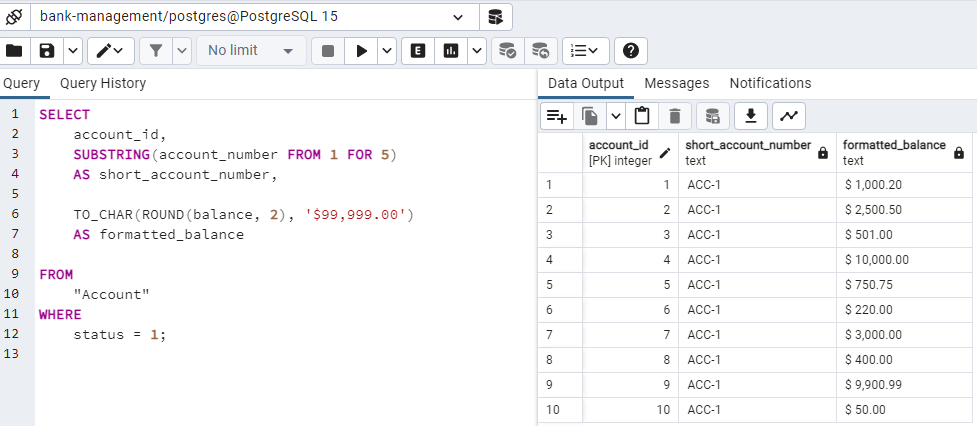 bank-management/postgres@PostgreSQL 15
No limit
E
Query Query History
1 SELECT
2 account_id,
3 SUBSTRING(account_number FROM 1 FOR 5)
4 AS short_account_number,
5
6 TO_CHAR(ROUND(balance, 2), '$99,999.00')
7 AS formatted_balance
8
9 FROM
10 "Account"
11 WHERE
12 status = 1;
13
Data Output Messages Notifications
account_id short_account_number formatted_balance
[PK] integer text text
1 1 ACC-1 $ 1,000.20
2 2 ACC-1 $ 2,500.50
3 3 ACC-1 $ 501.00
4 4 ACC-1 $ 10,000.00
5 5 ACC-1 $ 750.75
6 6 ACC-1 $ 220.00
7 7 ACC-1 $ 3,000.00
8 8 ACC-1 $ 400.00
9 9 ACC-1 $ 9,900.99
10 10 ACC-1 $ 50.00